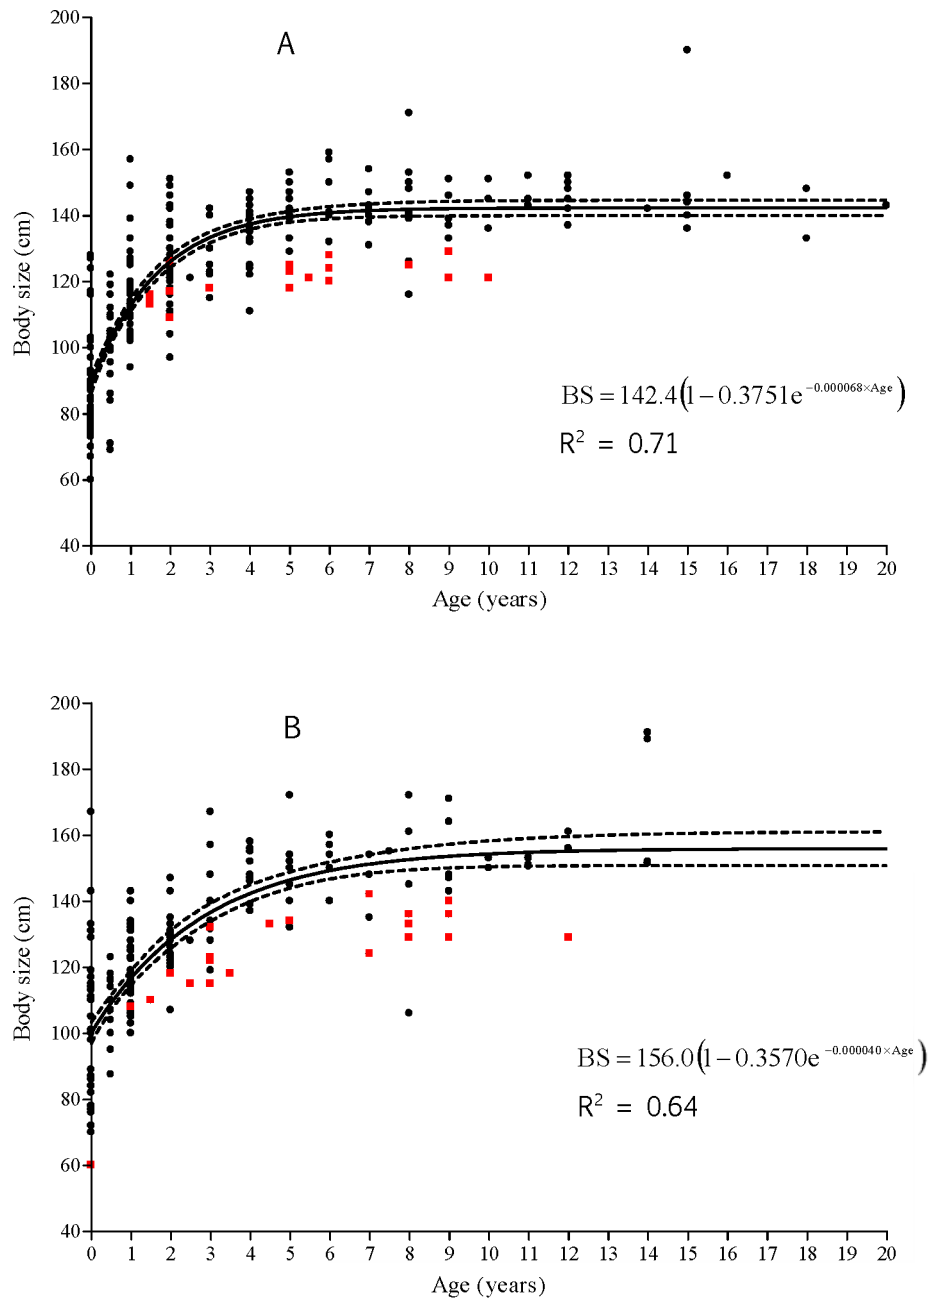 A
200
180
160
140
120
100
80
60
40
Body size (cm)
BS = 142.4(1 − 0.3751e^−0.000068×Age)
R² = 0.71
0 1 2 3 4 5 6 7 8 9 10 11 12 13 14 15 16 17 18 19 20
Age (years)
B
200
180
160
140
120
100
80
60
40
Body size (cm)
BS = 156.0(1 − 0.3570e^−0.000040×Age)
R² = 0.64
0 1 2 3 4 5 6 7 8 9 10 11 12 13 14 15 16 17 18 19 20
Age (years)